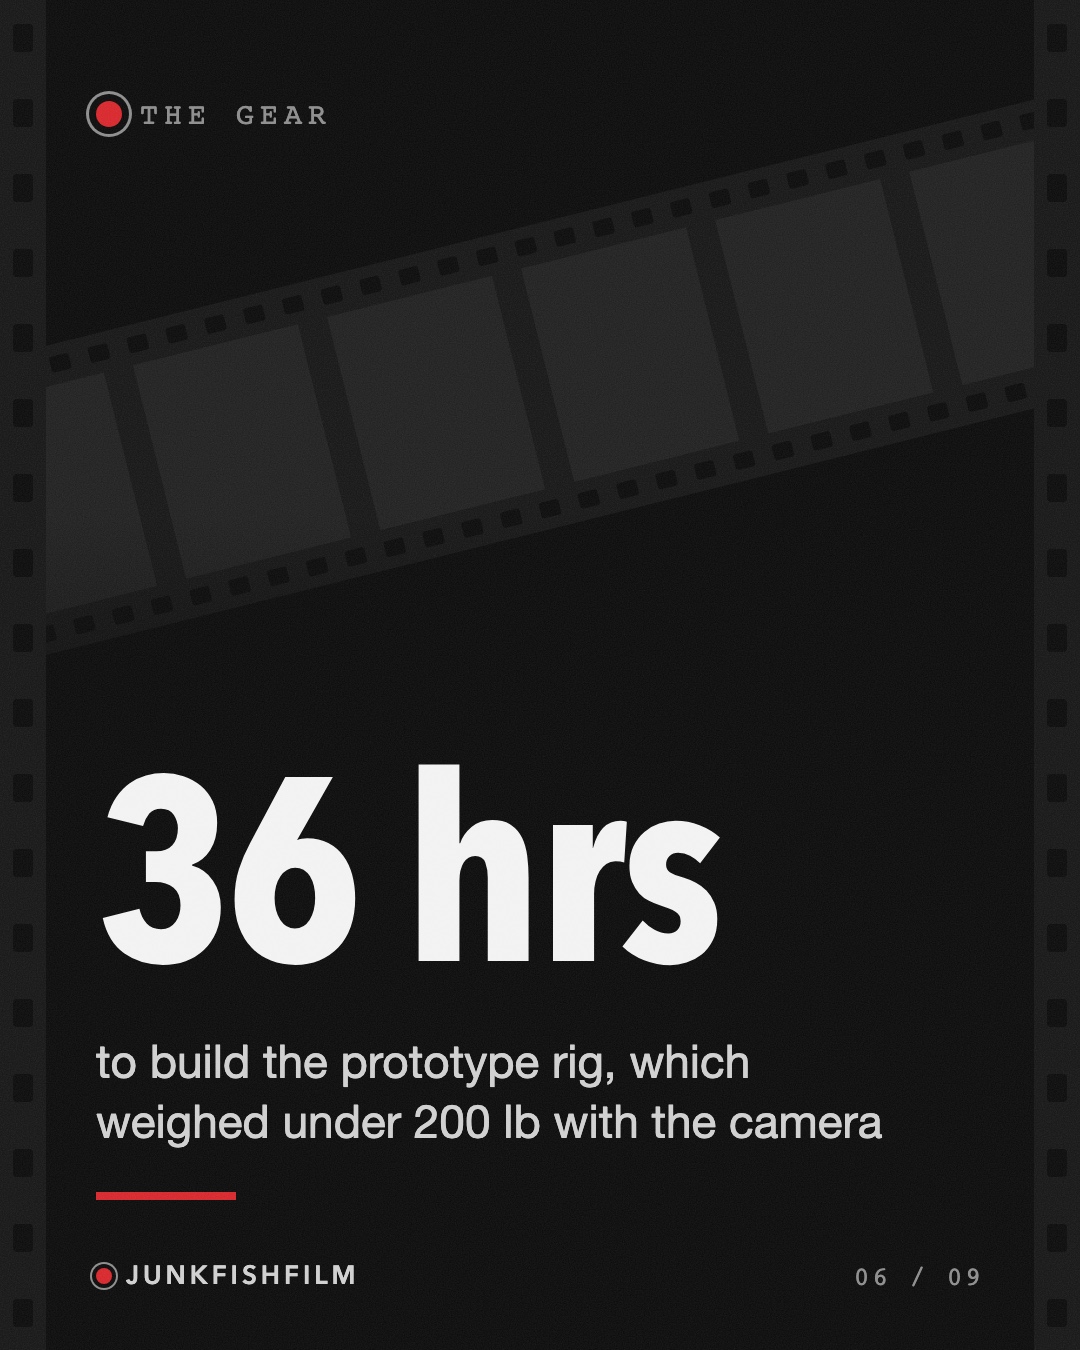 THE GEAR
36 hrs
to build the prototype rig, which
weighed under 200 lb with the camera
JUNKFISHFILM
06 / 09